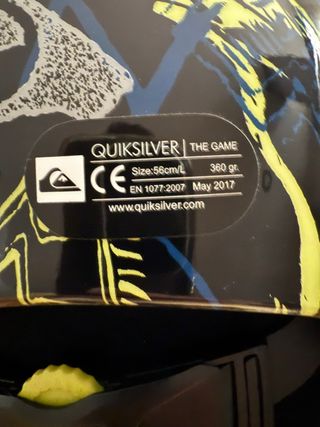 QUIKSILVER | THE GAME
CE Size:56cm/L 360 gr.
EN 1077:2007 May 2017
www.quiksilver.com